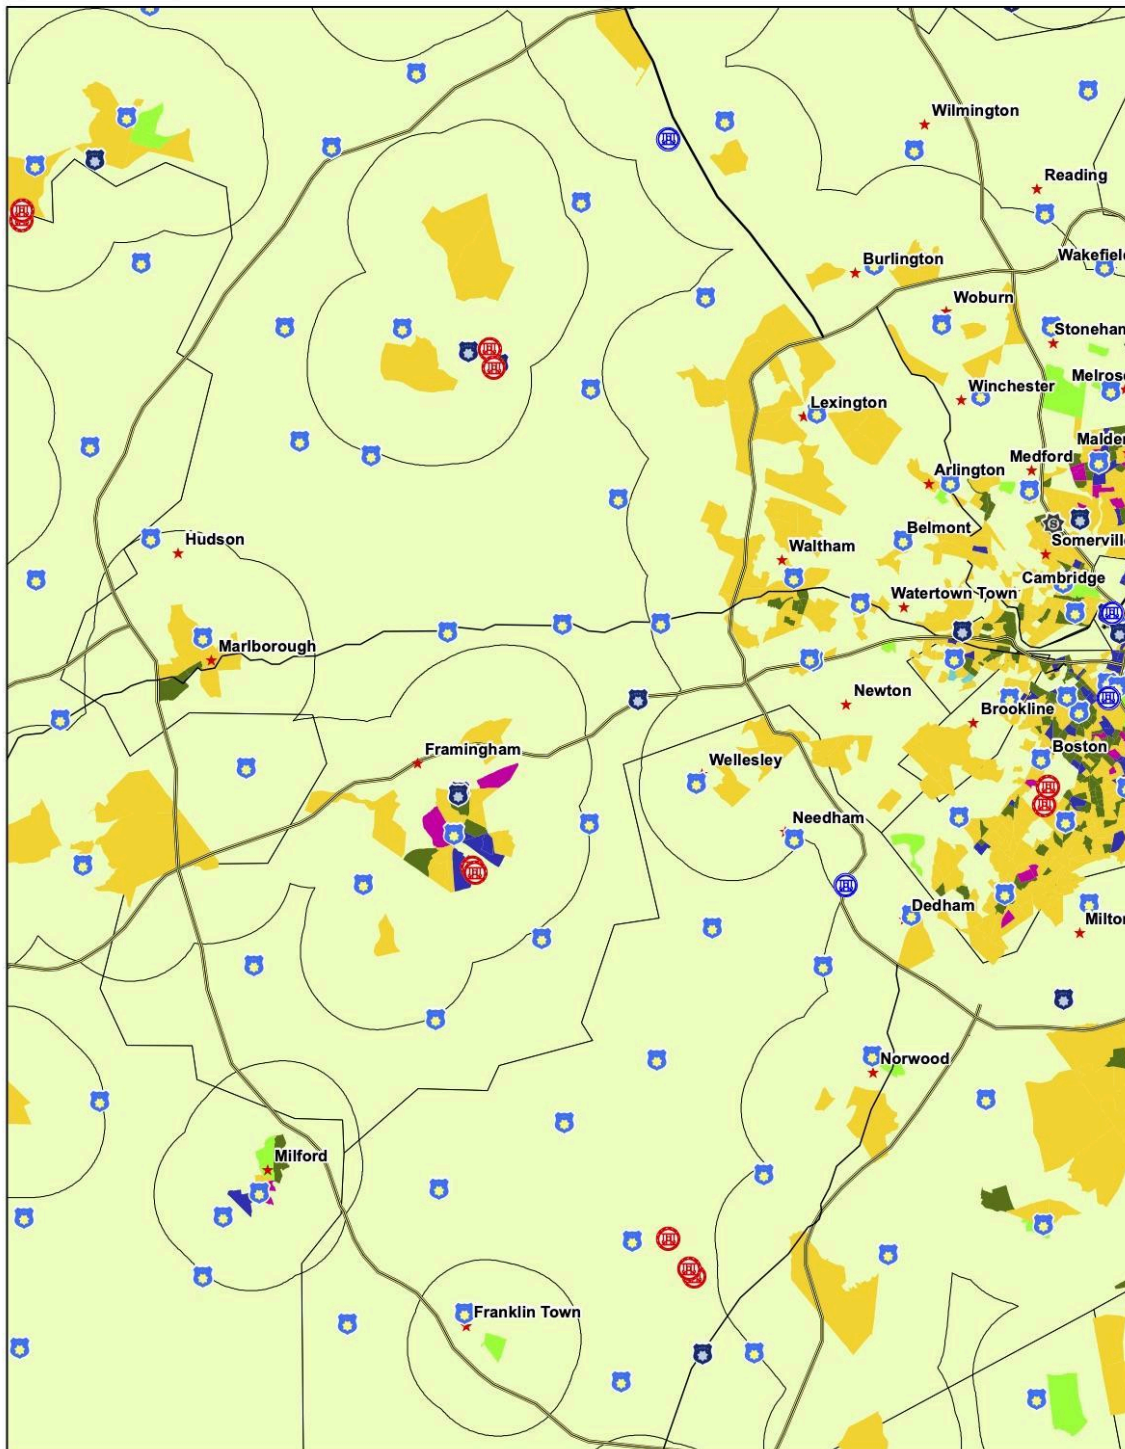 Wilmington
Reading
Burlington
Wakefield
Woburn
Stoneham
Winchester
Melrose
Lexington
Malden
Medford
Arlington
Belmont
Hudson
Somerville
Waltham
Cambridge
Watertown Town
Marlborough
Newton
Brookline
Framingham
Boston
Wellesley
Needham
Dedham
Milton
Norwood
Milford
Franklin Town
S